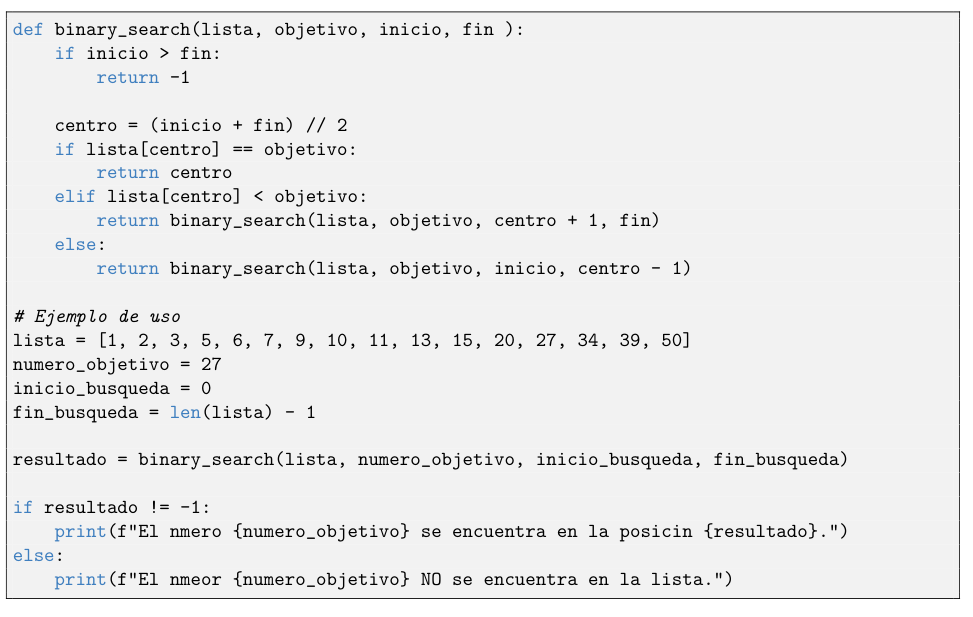 def binary_search(lista, objetivo, inicio, fin ):
    if inicio > fin:
        return -1

    centro = (inicio + fin) // 2
    if lista[centro] == objetivo:
        return centro
    elif lista[centro] < objetivo:
        return binary_search(lista, objetivo, centro + 1, fin)
    else:
        return binary_search(lista, objetivo, inicio, centro - 1)

# Ejemplo de uso
lista = [1, 2, 3, 5, 6, 7, 9, 10, 11, 13, 15, 20, 27, 34, 39, 50]
numero_objetivo = 27
inicio_busqueda = 0
fin_busqueda = len(lista) - 1

resultado = binary_search(lista, numero_objetivo, inicio_busqueda, fin_busqueda)

if resultado != -1:
    print(f"El nmero {numero_objetivo} se encuentra en la posicin {resultado}.")
else:
    print(f"El nmeor {numero_objetivo} NO se encuentra en la lista.")